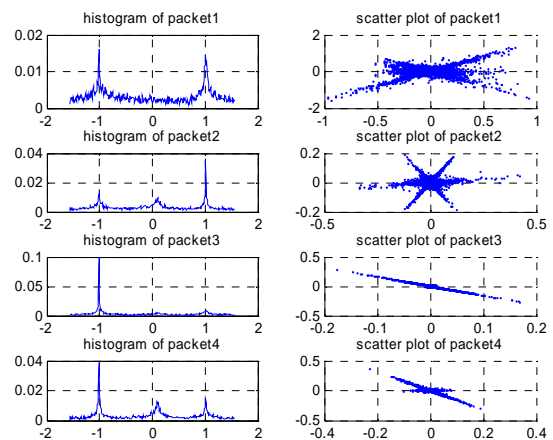 histogram of packet1
0.02
0.01
0
-2 -1 0 1 2
scatter plot of packet1
2
0
-2
-1 -0.5 0 0.5 1
histogram of packet2
0.04
0.02
0
-2 -1 0 1 2
scatter plot of packet2
0.2
0
-0.2
-0.5 0 0.5
histogram of packet3
0.1
0.05
0
-2 -1 0 1 2
scatter plot of packet3
0.5
0
-0.5
-0.2 -0.1 0 0.1 0.2
histogram of packet4
0.04
0.02
0
-2 -1 0 1 2
scatter plot of packet4
0.5
0
-0.5
-0.4 -0.2 0 0.2 0.4